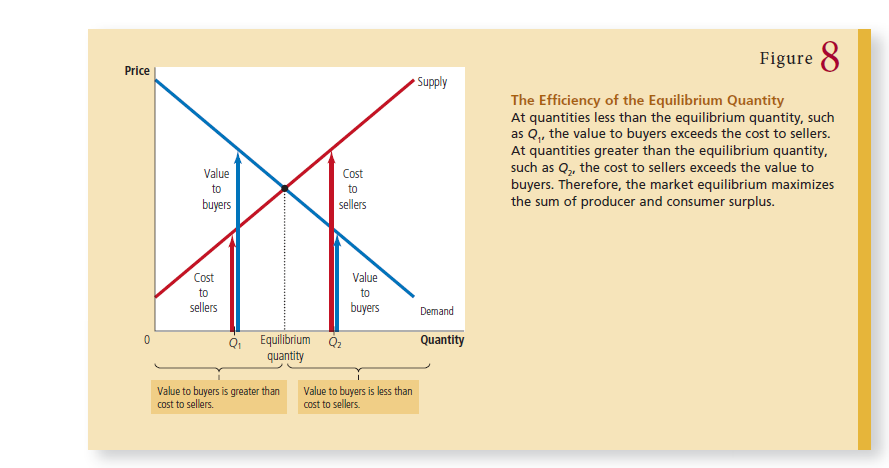 Figure 8
The Efficiency of the Equilibrium Quantity
At quantities less than the equilibrium quantity, such
as Q1, the value to buyers exceeds the cost to sellers.
At quantities greater than the equilibrium quantity,
such as Q2, the cost to sellers exceeds the value to
buyers. Therefore, the market equilibrium maximizes
the sum of producer and consumer surplus.
Price
Supply
Value
to
buyers
Cost
to
sellers
Cost
to
sellers
Value
to
buyers
Demand
0
Q1
Equilibrium
quantity
Q2
Quantity
Value to buyers is greater than
cost to sellers.
Value to buyers is less than
cost to sellers.